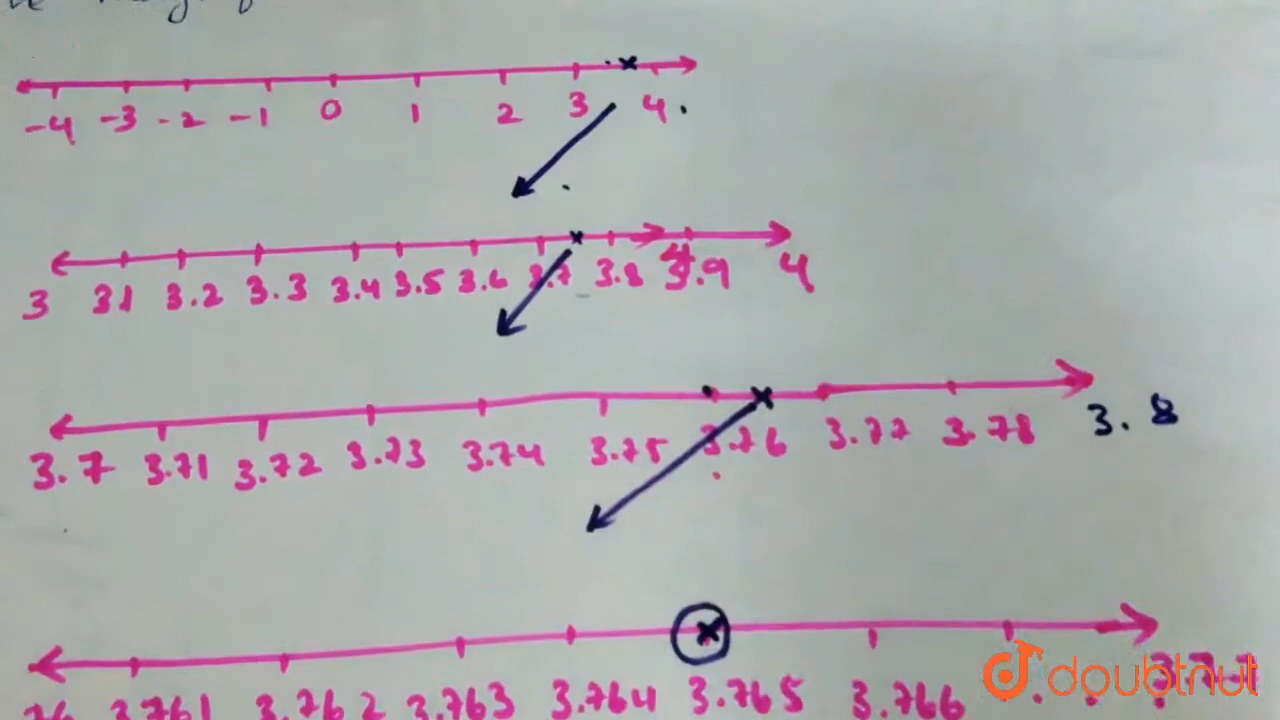 -4 -3 -2 -1 0 1 2 3 4
3 3.1 3.2 3.3 3.4 3.5 3.6 3.7 3.8 3.9 4
3.7 3.71 3.72 3.73 3.74 3.75 3.76 3.77 3.78 3.8
3.761 3.762 3.763 3.764 3.765 3.766
doubtnut